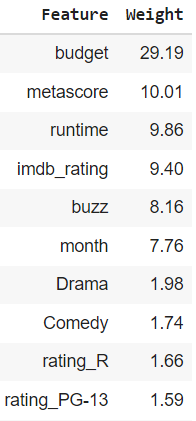 Feature Weight
budget 29.19
metascore 10.01
runtime 9.86
imdb_rating 9.40
buzz 8.16
month 7.76
Drama 1.98
Comedy 1.74
rating_R 1.66
rating_PG-13 1.59